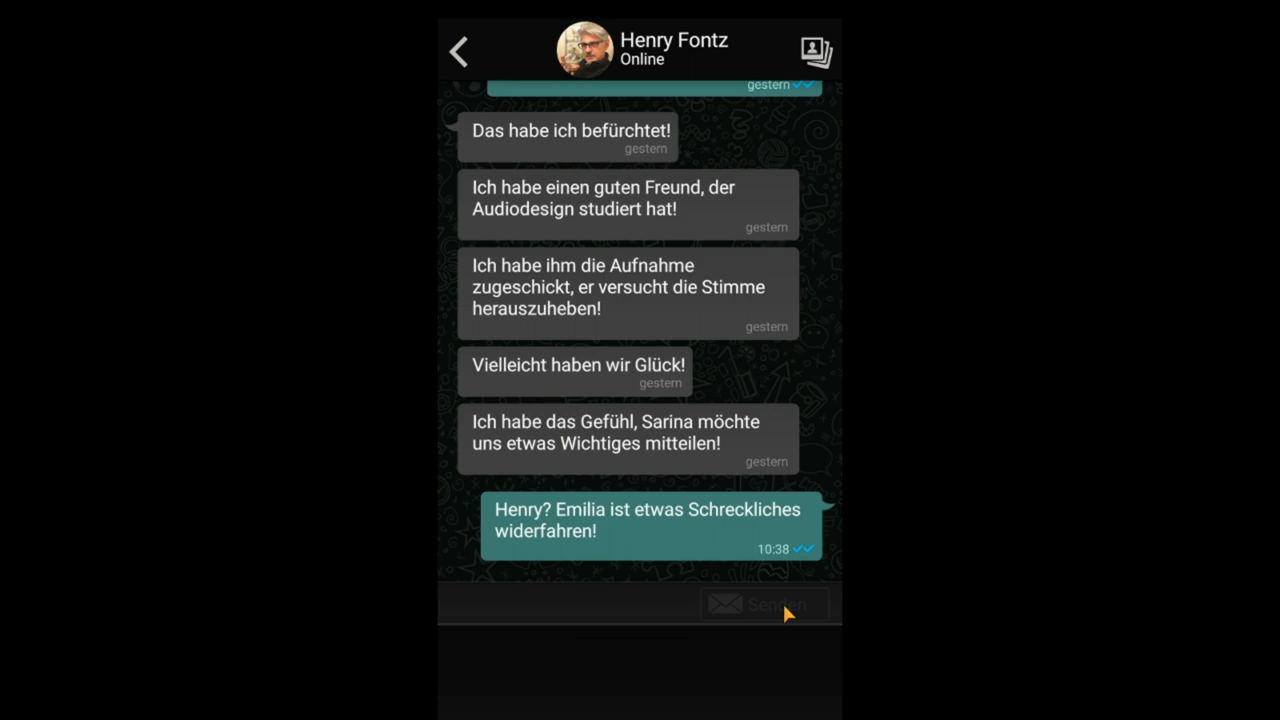 Henry Fontz
Online
gestern
Das habe ich befürchtet!
gestern
Ich habe einen guten Freund, der
Audiodesign studiert hat!
gestern
Ich habe ihm die Aufnahme
zugeschickt, er versucht die Stimme
herauszuheben!
gestern
Vielleicht haben wir Glück!
gestern
Ich habe das Gefühl, Sarina möchte
uns etwas Wichtiges mitteilen!
gestern
Henry? Emilia ist etwas Schreckliches
widerfahren!
10:38
Senden